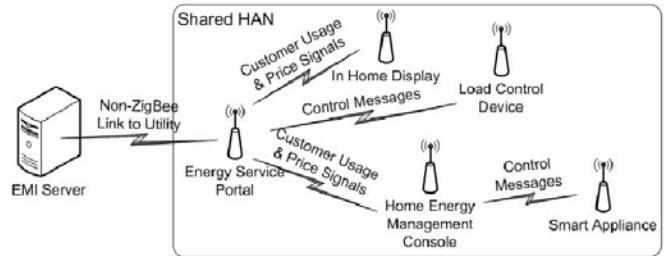 Shared HAN
Customer Usage
& Price Signals
In Home Display
Load Control
Device
Control Messages
Non-ZigBee
Link to Utility
EMI Server
Energy Service
Portal
Customer Usage
& Price Signals
Home Energy
Management
Console
Control
Messages
Smart Appliance